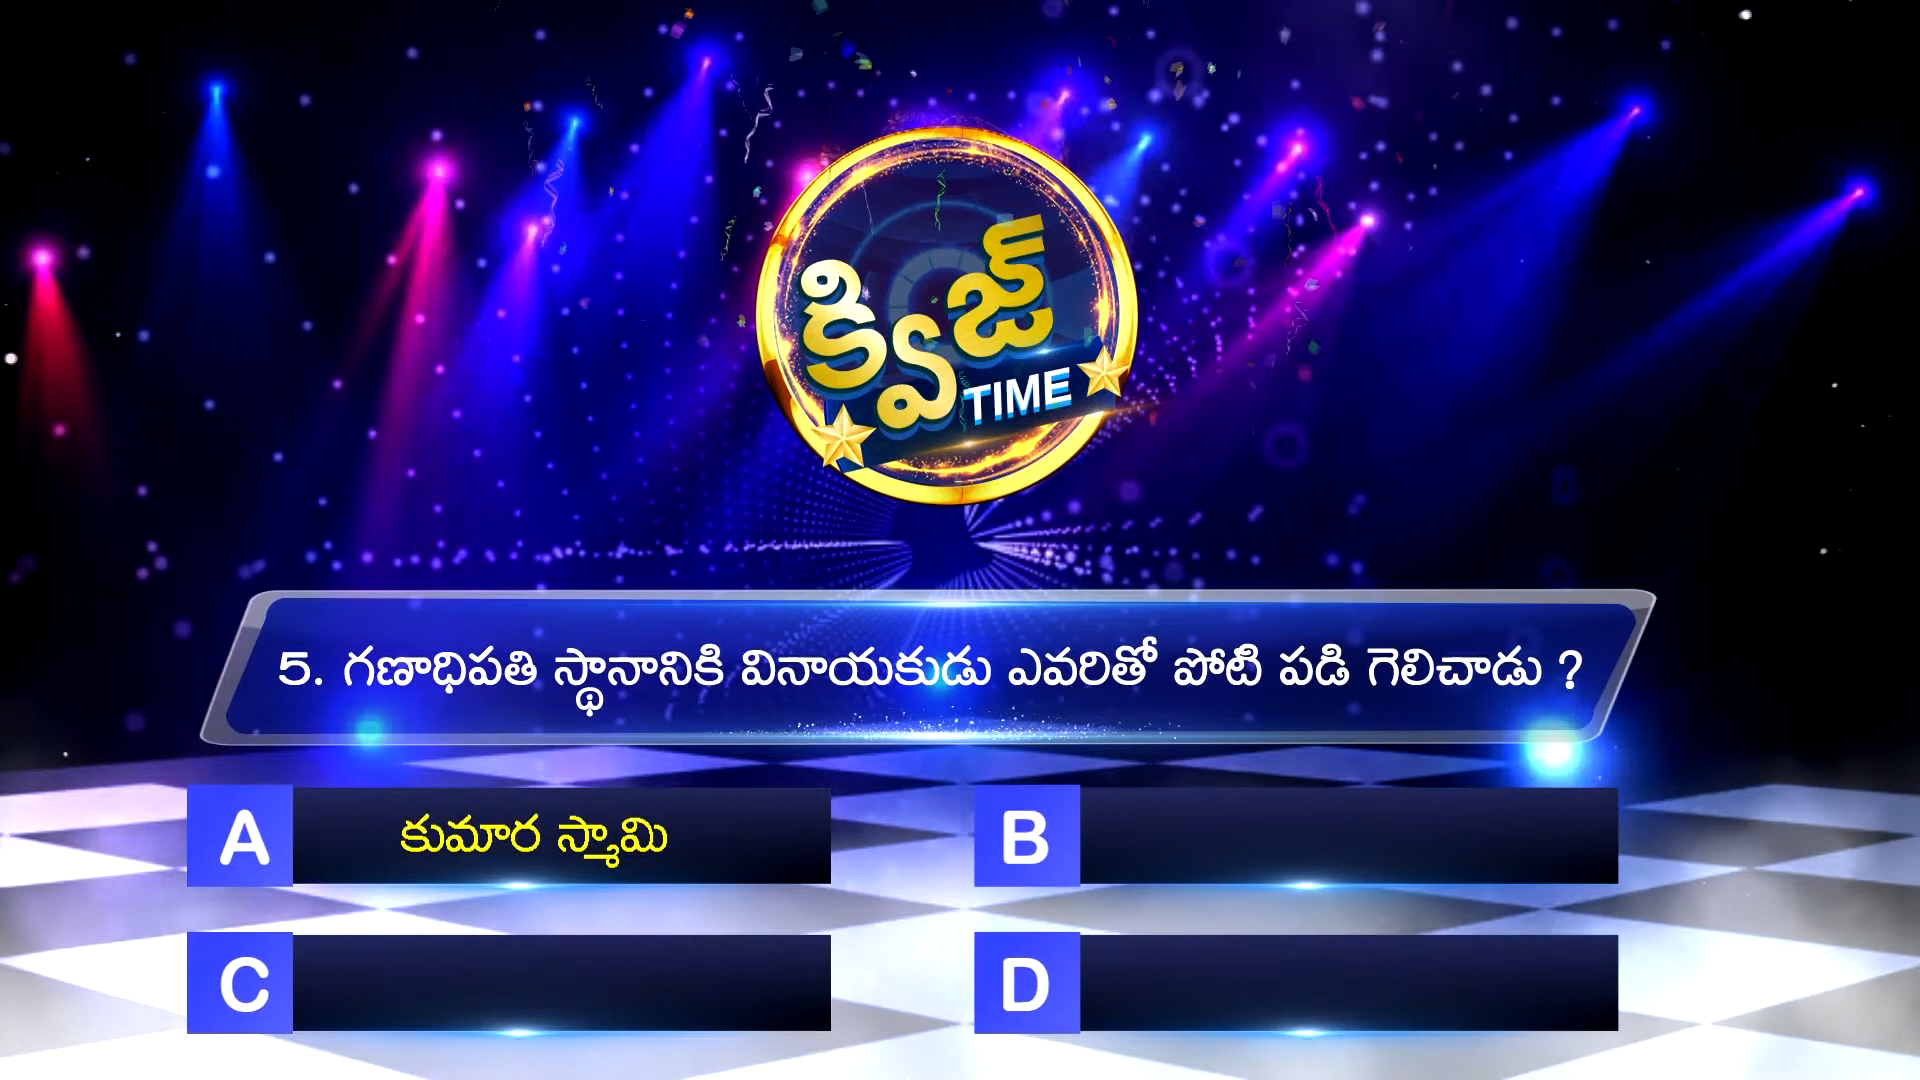 క్విజ్
TIME
5. గణాధిపతి స్థానానికి వినాయకుడు ఎవరితో పోటీ పడి గెలిచాడు ?
A కుమార స్వామి
B
C
D